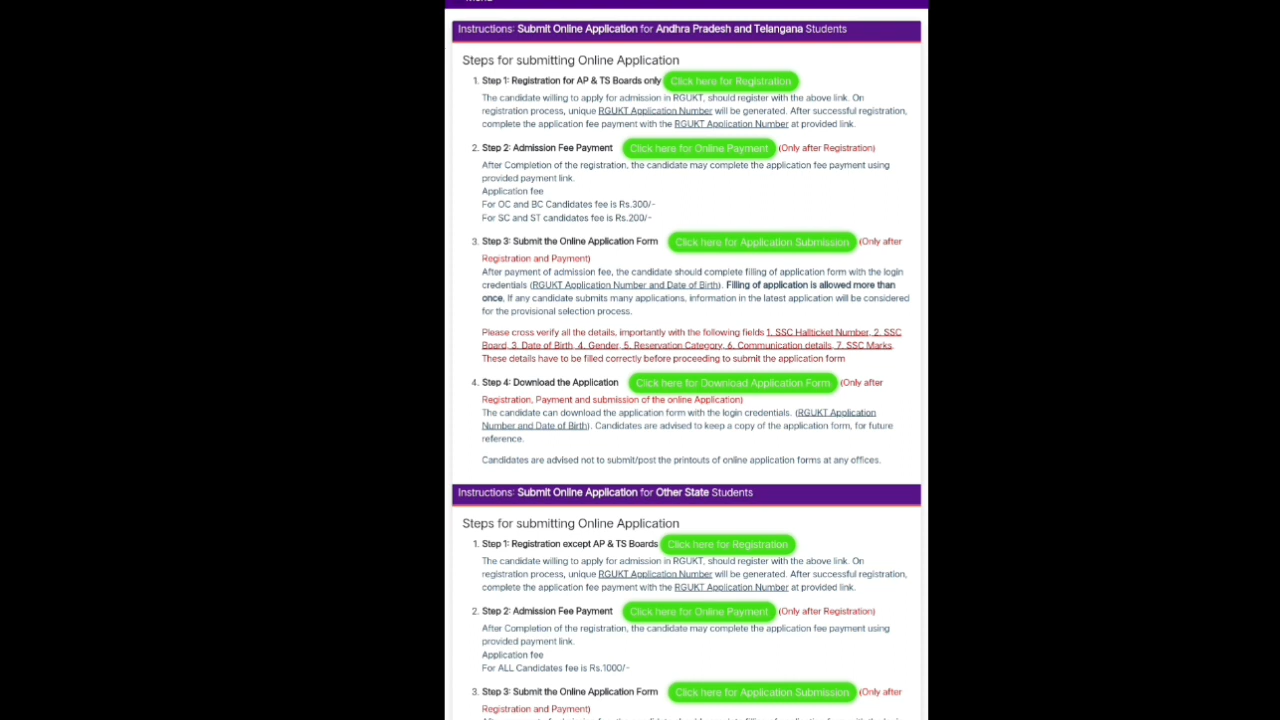 Instructions: Submit Online Application for Andhra Pradesh and Telangana Students
Steps for submitting Online Application
1. Step 1: Registration for AP & TS Boards only Click here for Registration
The candidate willing to apply for admission in RGUKT, should register with the above link. On
registration process, unique RGUKT Application Number will be generated. After successful registration,
complete the application fee payment with the RGUKT Application Number at provided link.
2. Step 2: Admission Fee Payment Click here for Online Payment (Only after Registration)
After Completion of the registration, the candidate may complete the application fee payment using
provided payment link.
Application fee
For OC and BC Candidates fee is Rs.300/-
For SC and ST candidates fee is Rs.200/-
3. Step 3: Submit the Online Application Form Click here for Application Submission (Only after
Registration and Payment)
After payment of admission fee, the candidate should complete filling of application form with the login
credentials (RGUKT Application Number and Date of Birth). Filling of application is allowed more than
once. If any candidate submits many applications, information in the latest application will be considered
for the provisional selection process.
Please cross verify all the details, importantly with the following fields 1. SSC Hallticket Number, 2. SSC
Board, 3. Date of Birth, 4. Gender, 5. Reservation Category, 6. Communication details, 7. SSC Marks.
These details have to be filled correctly before proceeding to submit the application form
4. Step 4: Download the Application Click here for Download Application Form (Only after
Registration, Payment and submission of the online Application)
The candidate can download the application form with the login credentials. (RGUKT Application
Number and Date of Birth). Candidates are advised to keep a copy of the application form, for future
reference.
Candidates are advised not to submit/post the printouts of online application forms at any offices.
Instructions: Submit Online Application for Other State Students
Steps for submitting Online Application
1. Step 1: Registration except AP & TS Boards Click here for Registration
The candidate willing to apply for admission in RGUKT, should register with the above link. On
registration process, unique RGUKT Application Number will be generated. After successful registration,
complete the application fee payment with the RGUKT Application Number at provided link.
2. Step 2: Admission Fee Payment Click here for Online Payment (Only after Registration)
After Completion of the registration, the candidate may complete the application fee payment using
provided payment link.
Application fee
For ALL Candidates fee is Rs.1000/-
3. Step 3: Submit the Online Application Form Click here for Application Submission (Only after
Registration and Payment)